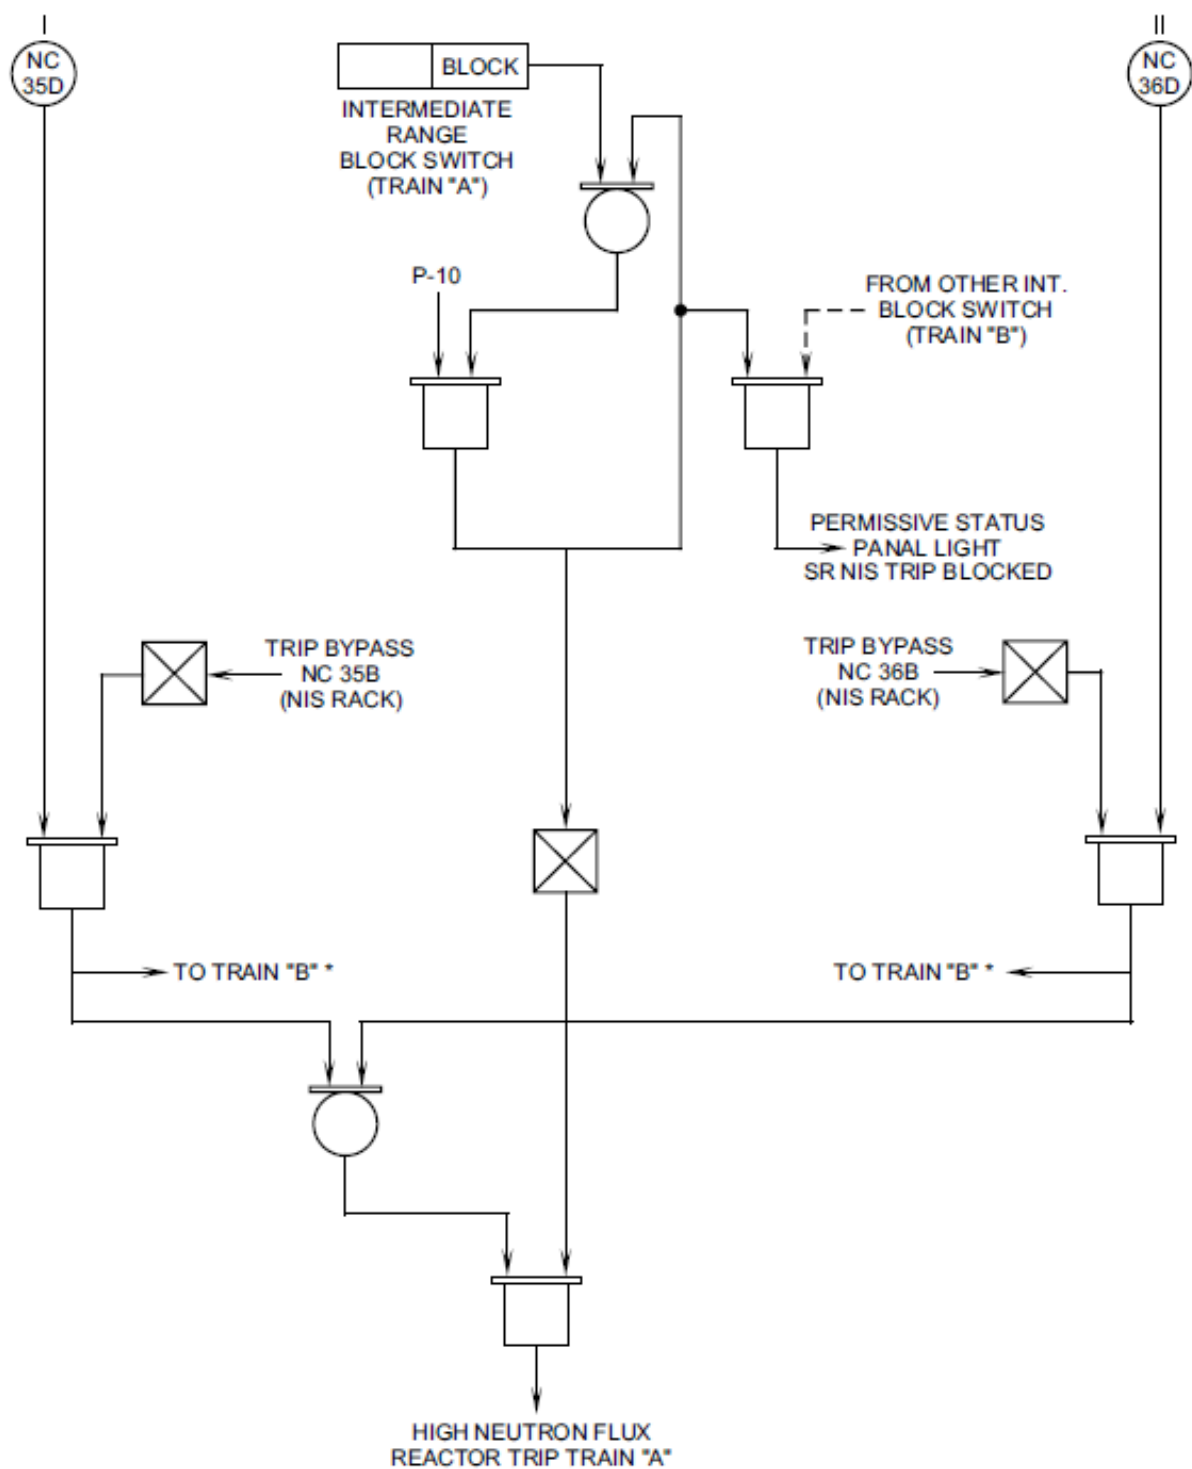 I
II
NC
35D
NC
36D
BLOCK
INTERMEDIATE
RANGE
BLOCK SWITCH
(TRAIN "A")
P-10
FROM OTHER INT.
BLOCK SWITCH
(TRAIN "B")
PERMISSIVE STATUS
PANAL LIGHT
SR NIS TRIP BLOCKED
TRIP BYPASS
NC 35B
(NIS RACK)
TRIP BYPASS
NC 36B
(NIS RACK)
TO TRAIN "B" *
TO TRAIN "B" *
HIGH NEUTRON FLUX
REACTOR TRIP TRAIN "A"